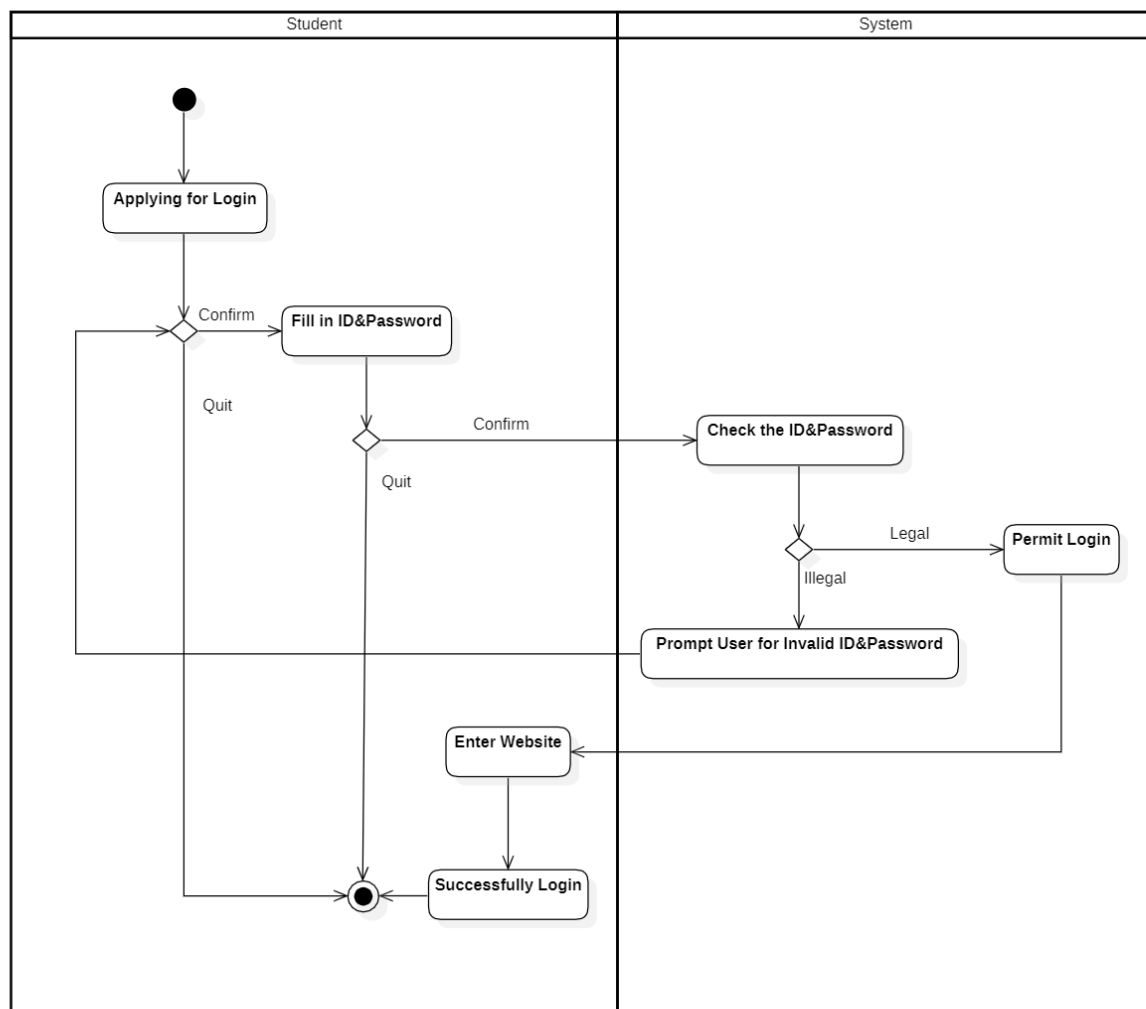 Student
System
Applying for Login
Confirm
Fill in ID&Password
Quit
Confirm
Check the ID&Password
Quit
Legal
Permit Login
Illegal
Prompt User for Invalid ID&Password
Enter Website
Successfully Login